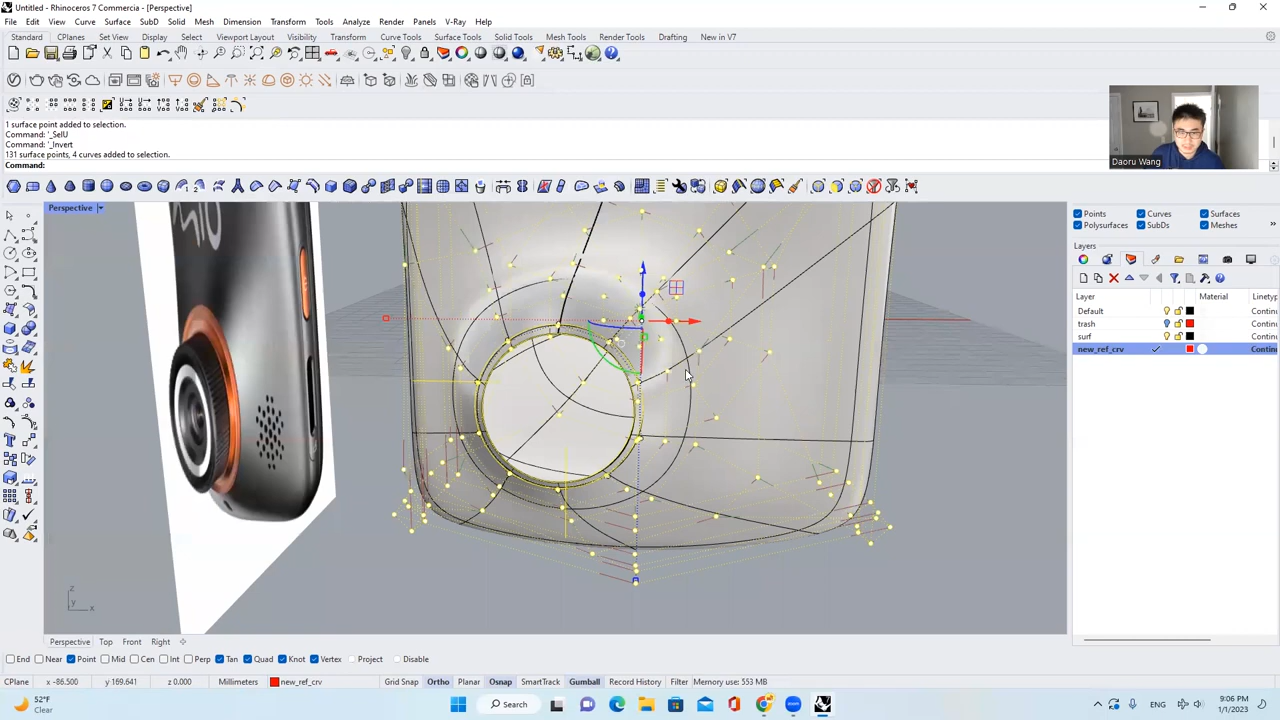 Untitled - Rhinoceros 7 Commercia - [Perspective]
File Edit View Curve Surface SubD Solid Mesh Dimension Transform Tools Analyze Render Panels V-Ray Help
Standard CPlanes Set View Display Select Viewport Layout Visibility Transform Curve Tools Surface Tools Solid Tools Mesh Tools Render Tools Drafting New in V7
1 surface point added to selection.
Command: '_SelU
Command: '_Invert
131 surface points, 4 curves added to selection.
Command:
Daoru Wang
Perspective
Points Curves Surfaces
Polysurfaces SubDs Meshes
Layers
Layer Material Linetyp
Default Contin
trash Contin
surf Contin
new_ref_crv Contin
z
y x
Perspective Top Front Right
End Near Point Mid Cen Int Perp Tan Quad Knot Vertex Project Disable
CPlane x -86.500 y 169.641 z 0.000 Millimeters new_ref_crv Grid Snap Ortho Planar Osnap SmartTrack Gumball Record History Filter Memory use: 553 MB
52°F
Clear
Search
ENG
9:06 PM
1/1/2023